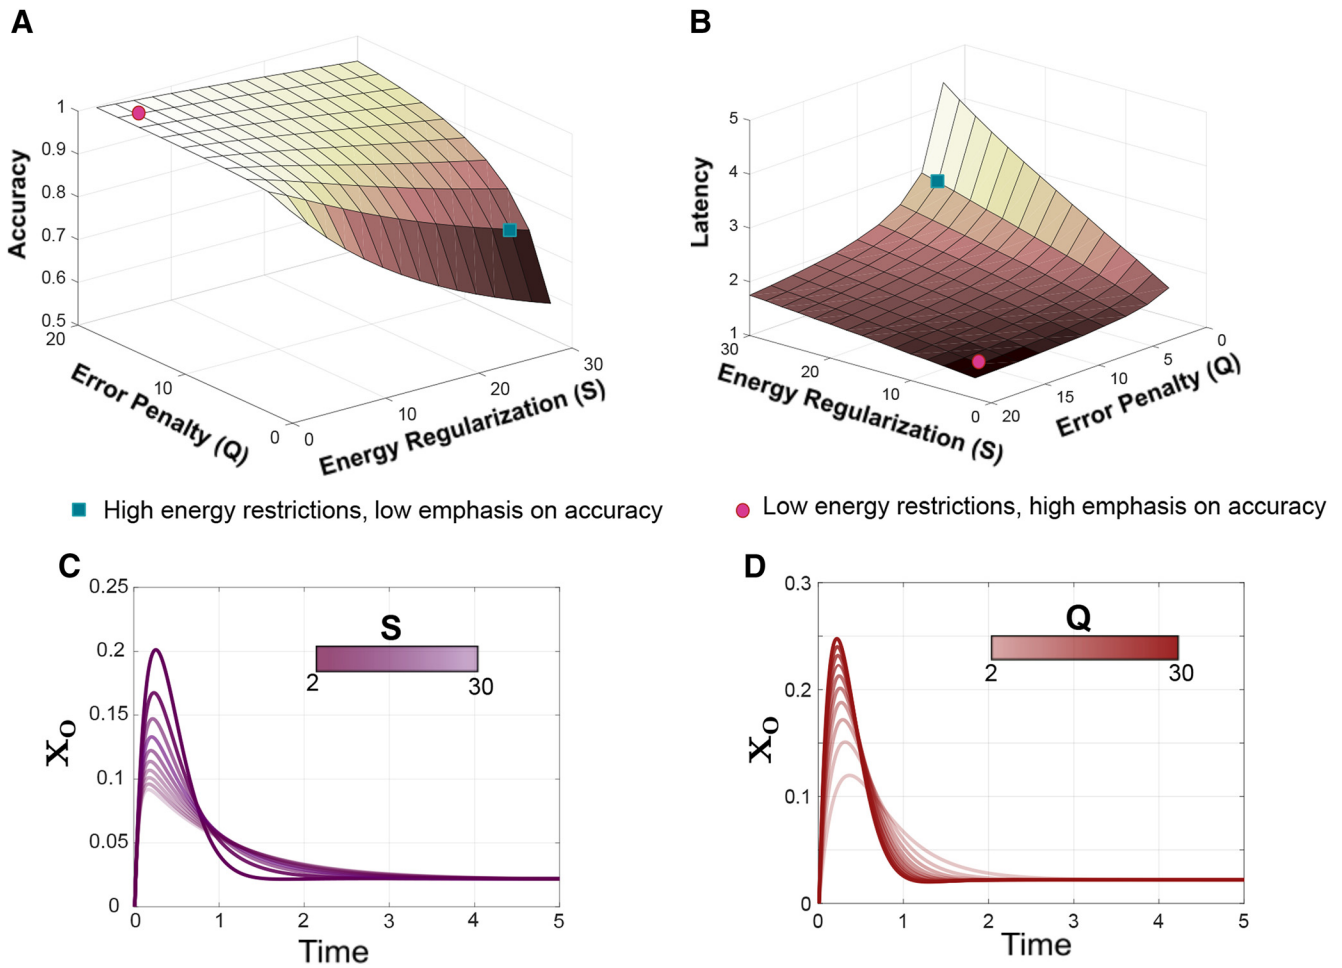 A
B
1
0.9
0.8
0.7
0.6
0.5
Accuracy
20
10
0
Error Penalty (Q)
0
10
20
30
Energy Regularization (S)
5
4
3
2
1
Latency
30
20
10
0
Energy Regularization (S)
20
15
10
5
0
Error Penalty (Q)
High energy restrictions, low emphasis on accuracy
Low energy restrictions, high emphasis on accuracy
C
0.25
0.2
0.15
0.1
0.05
0
XO
S
2 30
0 1 2 3 4 5
Time
D
0.3
0.2
0.1
0
XO
Q
2 30
0 1 2 3 4 5
Time